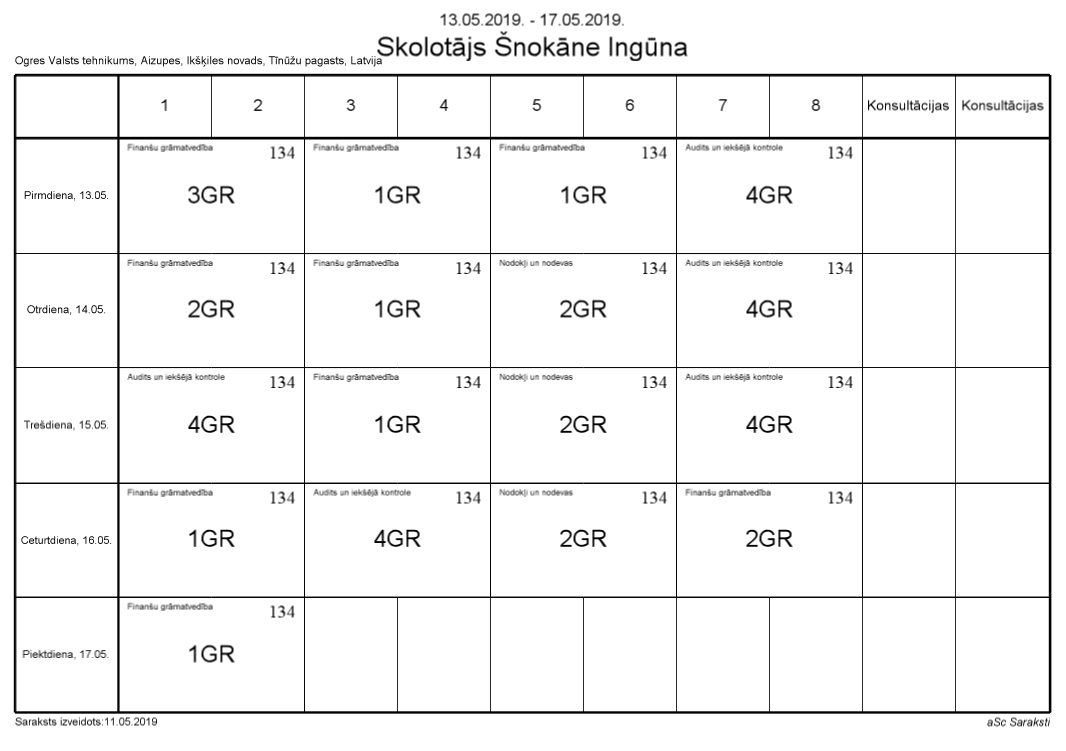 13.05.2019. - 17.05.2019.
Skolotājs Šnokāne Ingūna
Ogres Valsts tehnikums, Aizupes, Ikšķiles novads, Tīnūžu pagasts, Latvija
1 2 3 4 5 6 7 8 Konsultācijas Konsultācijas
Finanšu grāmatvedība 134 Finanšu grāmatvedība 134 Finanšu grāmatvedība 134 Audits un iekšējā kontrole 134
Pirmdiena, 13.05. 3GR 1GR 1GR 4GR
Finanšu grāmatvedība 134 Finanšu grāmatvedība 134 Nodokļi un nodevas 134 Audits un iekšējā kontrole 134
Otrdiena, 14.05. 2GR 1GR 2GR 4GR
Audits un iekšējā kontrole 134 Finanšu grāmatvedība 134 Nodokļi un nodevas 134 Audits un iekšējā kontrole 134
Trešdiena, 15.05. 4GR 1GR 2GR 4GR
Finanšu grāmatvedība 134 Audits un iekšējā kontrole 134 Nodokļi un nodevas 134 Finanšu grāmatvedība 134
Ceturtdiena, 16.05. 1GR 4GR 2GR 2GR
Finanšu grāmatvedība 134
Piektdiena, 17.05. 1GR
Saraksts izveidots:11.05.2019 aSc Saraksti